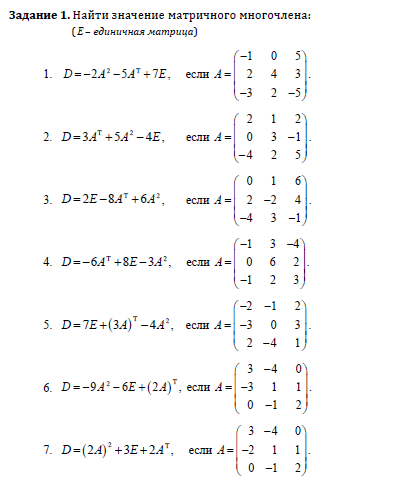 Задание 1. Найти значение матричного многочлена:
(E – единичная матрица)
1. D=−2A²−5Aᵀ+7E, если A=(−1 0 5; 2 4 3; −3 2 −5).
2. D=3Aᵀ+5A²−4E, если A=(2 1 2; 0 3 −1; −4 2 5).
3. D=2E−8Aᵀ+6A², если A=(0 1 6; 2 −2 4; −4 3 −1).
4. D=−6Aᵀ+8E−3A², если A=(−1 3 −4; 0 6 2; −1 2 3).
5. D=7E+(3A)ᵀ−4A², если A=(−2 −1 2; −3 0 3; 2 −4 1).
6. D=−9A²−6E+(2A)ᵀ, если A=(3 −4 0; −3 1 1; 0 −1 2).
7. D=(2A)²+3E+2Aᵀ, если A=(3 −4 0; −2 1 1; 0 −1 2).